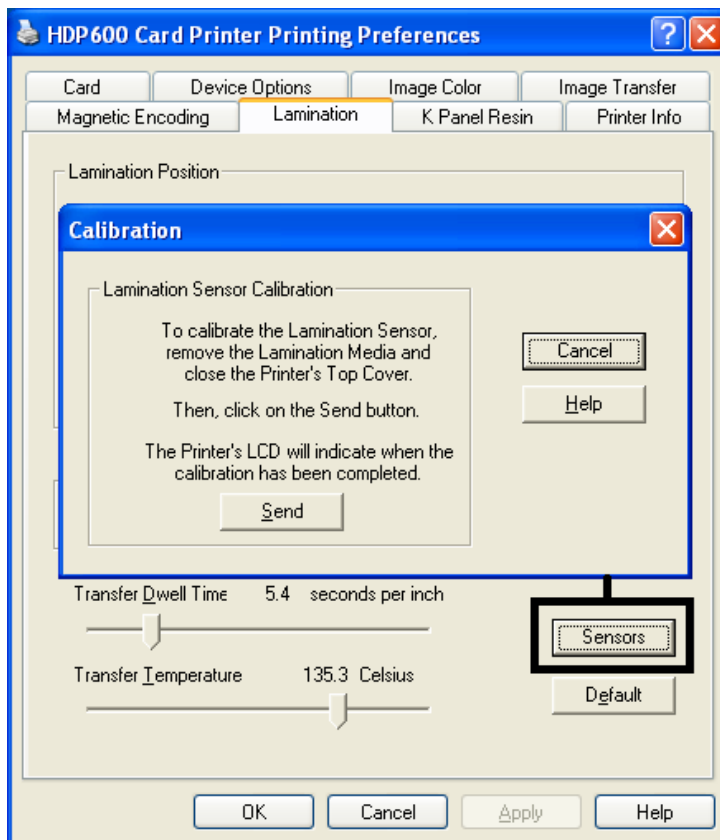 HDP600 Card Printer Printing Preferences
Card Device Options Image Color Image Transfer
Magnetic Encoding Lamination K Panel Resin Printer Info
Lamination Position
Calibration
Lamination Sensor Calibration
To calibrate the Lamination Sensor,
remove the Lamination Media and
close the Printer's Top Cover.
Then, click on the Send button.
The Printer's LCD will indicate when the
calibration has been completed.
Send
Cancel
Help
Transfer Dwell Time 5.4 seconds per inch
Sensors
Transfer Temperature 135.3 Celsius
Default
OK Cancel Apply Help